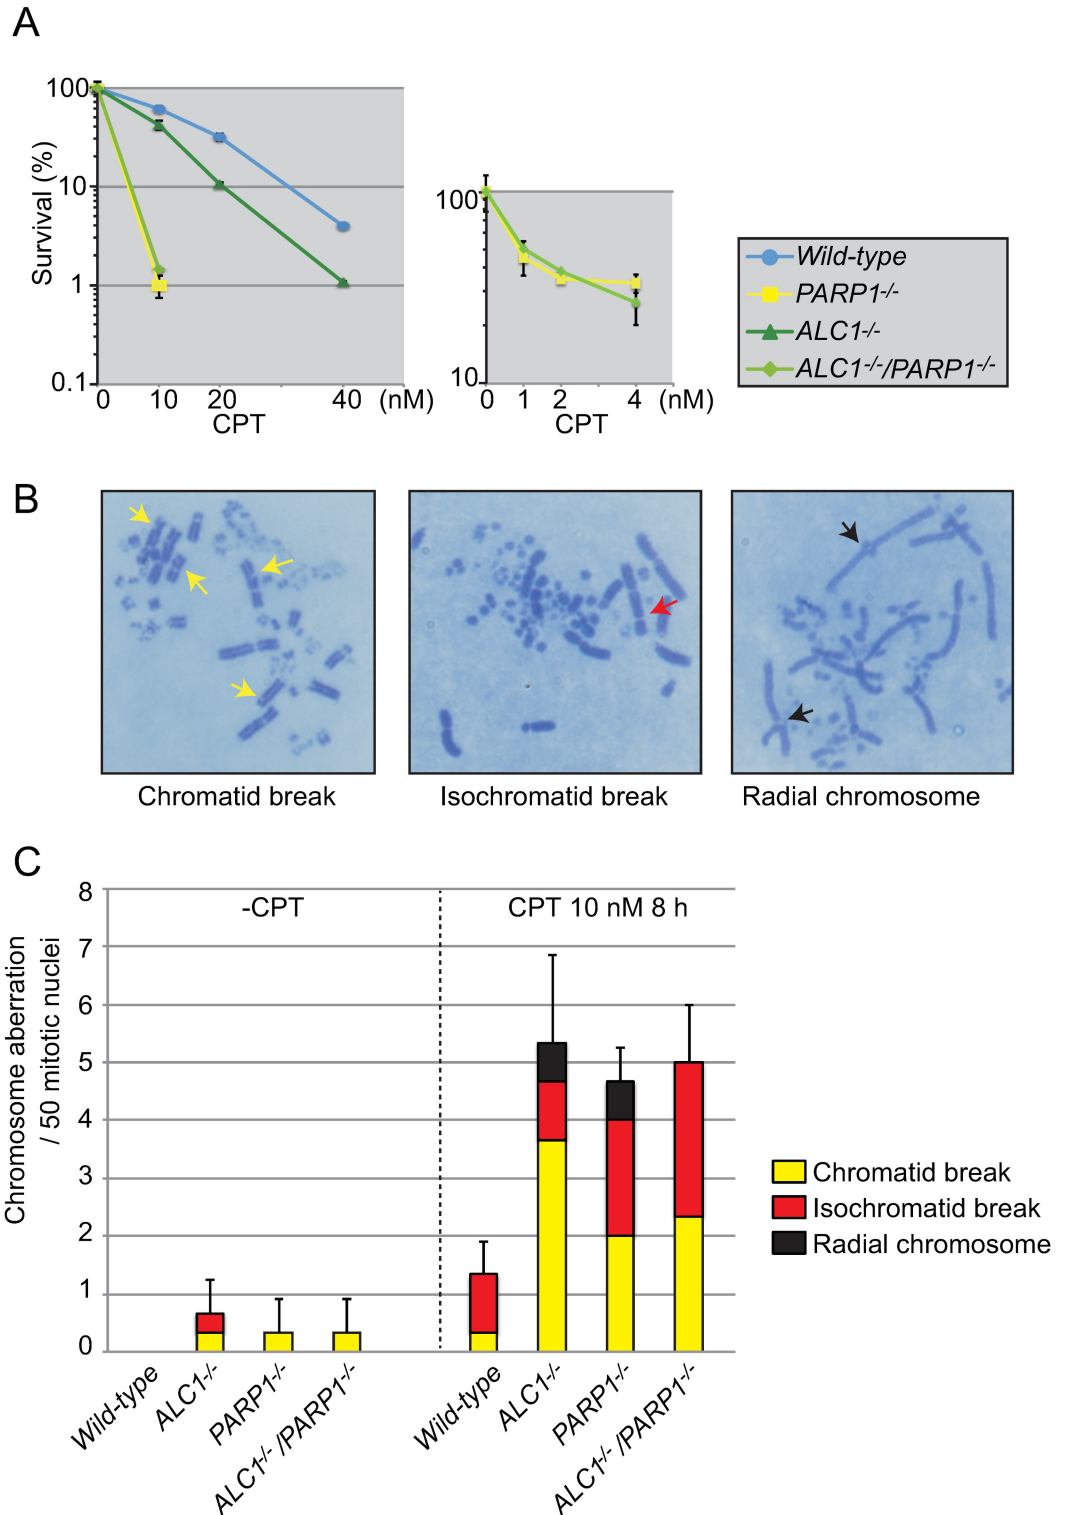 A
Survival (%)
100
10
1
0.1
0 10 20 40 (nM)
CPT
100
10
0 1 2 4 (nM)
CPT
Wild-type
PARP1-/-
ALC1-/-
ALC1-/-/PARP1-/-
B
Chromatid break
Isochromatid break
Radial chromosome
C
Chromosome aberration
/ 50 mitotic nuclei
8
7
6
5
4
3
2
1
0
-CPT
CPT 10 nM 8 h
Wild-type
ALC1-/-
PARP1-/-
ALC1-/- /PARP1-/-
Wild-type
ALC1-/-
PARP1-/-
ALC1-/- /PARP1-/-
Chromatid break
Isochromatid break
Radial chromosome